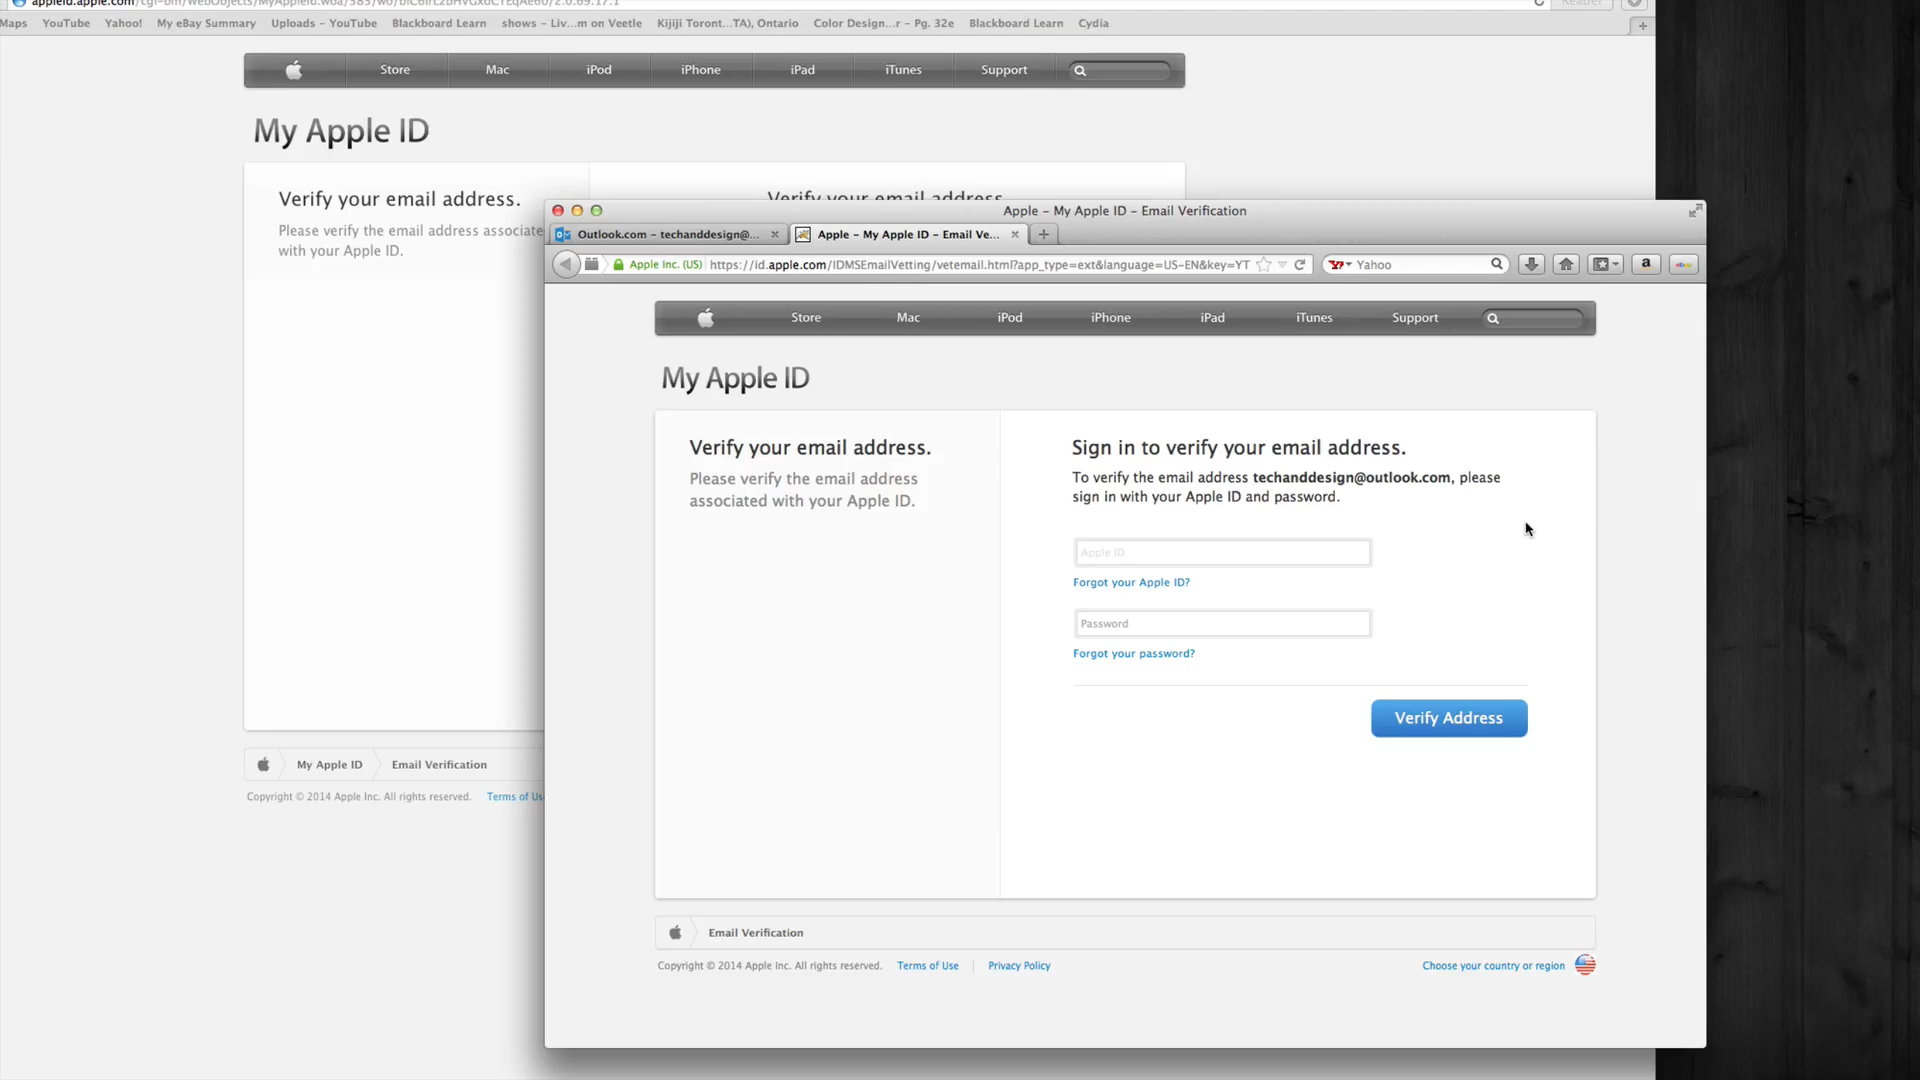 Maps YouTube Yahoo! My eBay Summary Uploads – YouTube Blackboard Learn shows – Liv...m on Veetle Kijiji Toront...TA), Ontario Color Design...r – Pg. 32e Blackboard Learn Cydia
Store Mac iPod iPhone iPad iTunes Support
My Apple ID
Verify your email address.
Please verify the email address associate
with your Apple ID.
Verify your email address.
My Apple ID Email Verification
Copyright © 2014 Apple Inc. All rights reserved. Terms of Us
Apple – My Apple ID – Email Verification
Outlook.com – techanddesign@... Apple – My Apple ID – Email Ve...
Apple Inc. (US) https://id.apple.com/IDMSEmailVetting/vetemail.html?app_type=ext&language=US-EN&key=YT Yahoo
Store Mac iPod iPhone iPad iTunes Support
My Apple ID
Verify your email address.
Please verify the email address
associated with your Apple ID.
Sign in to verify your email address.
To verify the email address techanddesign@outlook.com, please
sign in with your Apple ID and password.
Apple ID
Forgot your Apple ID?
Password
Forgot your password?
Verify Address
Email Verification
Copyright © 2014 Apple Inc. All rights reserved. Terms of Use Privacy Policy
Choose your country or region